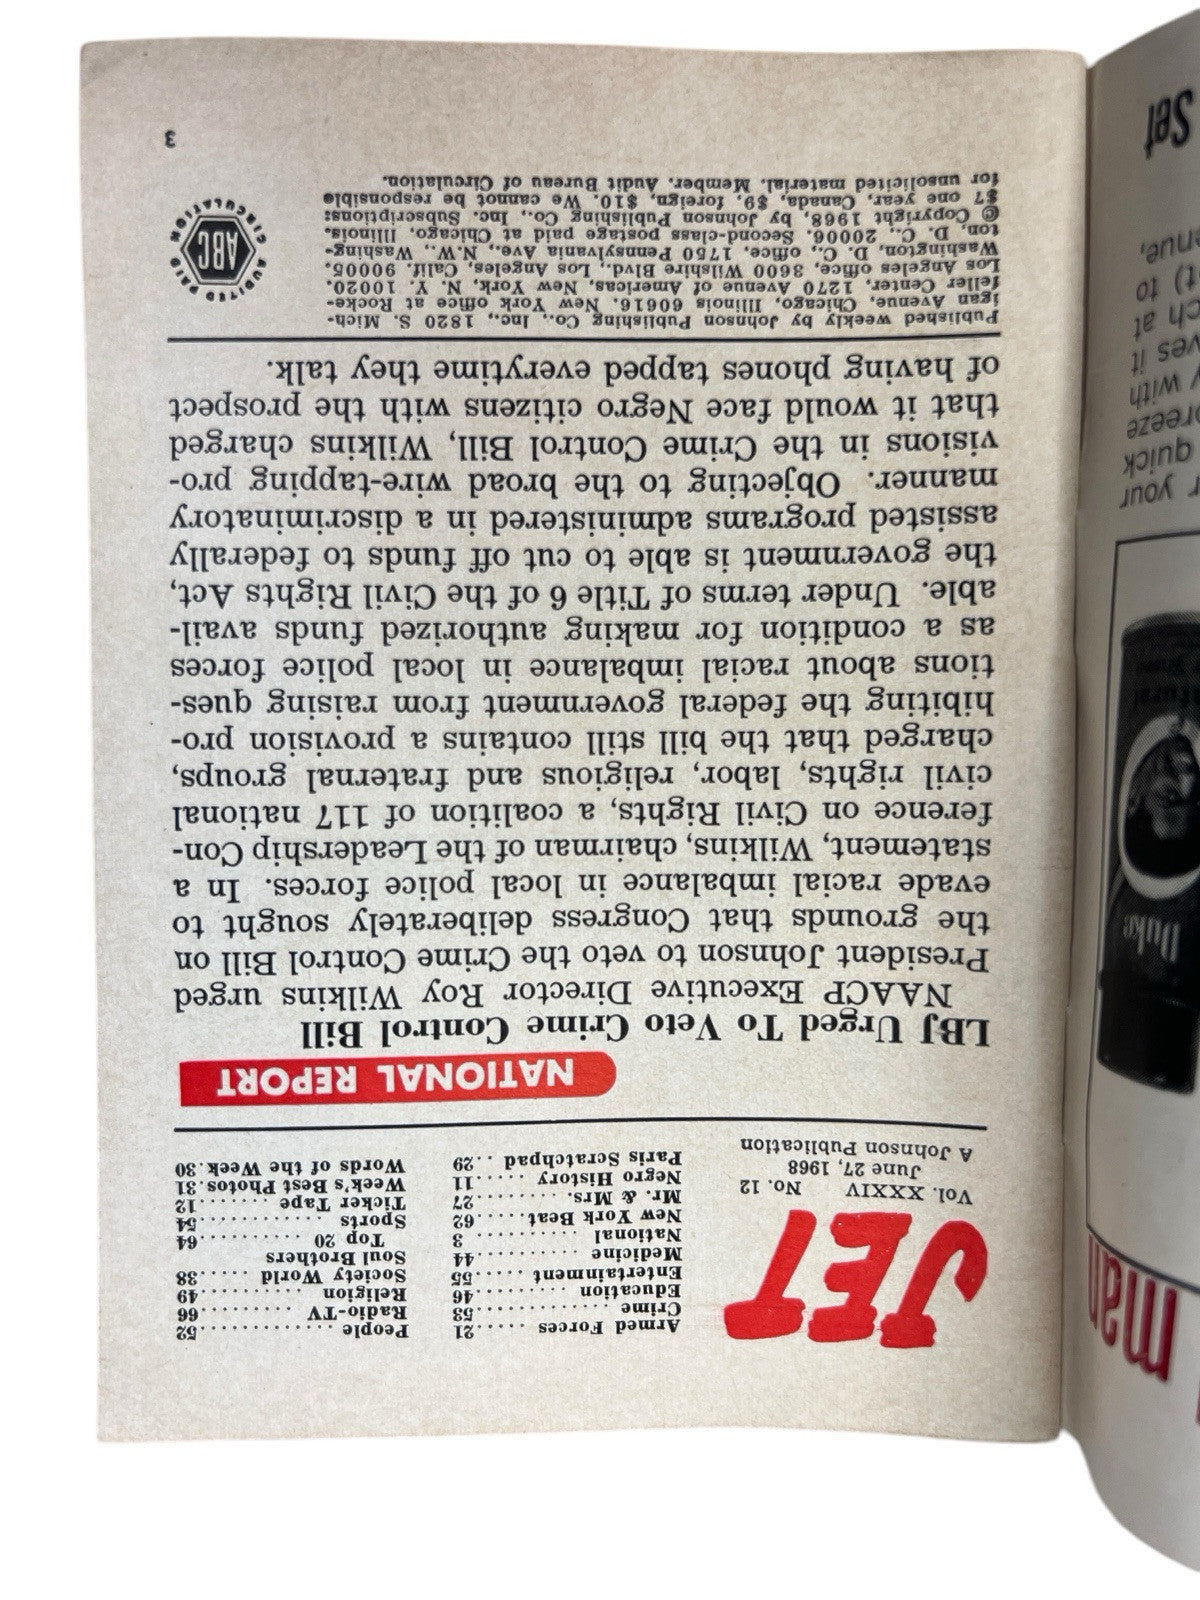 JET
Vol. XXXIV No. 12
June 27, 1968
A Johnson Publication
Armed Forces ......21
Crime ..............53
Education ..........46
Entertainment ......55
Medicine ...........44
National ........... 3
New York Beat......62
Mr. & Mrs. .........27
Negro History ......11
Paris Scratchpad ..29
People ..............52
Radio-TV ...........66
Religion ............49
Society World ......38
Soul Brothers
Top 20 ..........64
Sports ..............54
Ticker Tape ........12
Week's Best Photos.31
Words of the Week.30
NATIONAL REPORT
LBJ Urged To Veto Crime Control Bill
NAACP Executive Director Roy Wilkins urged
President Johnson to veto the Crime Control Bill on
the grounds that Congress deliberately sought to
evade racial imbalance in local police forces. In a
statement, Wilkins, chairman of the Leadership Con-
ference on Civil Rights, a coalition of 117 national
civil rights, labor, religious and fraternal groups,
charged that the bill still contains a provision pro-
hibiting the federal government from raising ques-
tions about racial imbalance in local police forces
as a condition for making authorized funds avail-
able. Under terms of Title 6 of the Civil Rights Act,
the government is able to cut off funds to federally
assisted programs administered in a discriminatory
manner. Objecting to the broad wire-tapping pro-
visions in the Crime Control Bill, Wilkins charged
that it would face Negro citizens with the prospect
of having phones tapped everytime they talk.
Published weekly by Johnson Publishing Co., Inc., 1820 S. Mich-
igan Avenue, Chicago, Illinois 60616. New York office at Rocke-
feller Center, 1270 Avenue of Americas, New York, N. Y. 10020.
Los Angeles office, 3600 Wilshire Blvd., Los Angeles, Calif. 90005.
Washington, D. C., office, 1750 Pennsylvania Ave., N.W., Washing-
ton, D. C., 20006. Second-class postage paid at Chicago, Illinois.
© Copyright 1968, by Johnson Publishing Co., Inc. Subscriptions:
$7 one year, Canada, $9. foreign, $10. We cannot be responsible
for unsolicited material. Member, Audit Bureau of Circulation.
AUDITED PAID CIRCULATION
ABC
3
man
Duke
your
quick
breeze
with
it
at
to
Set